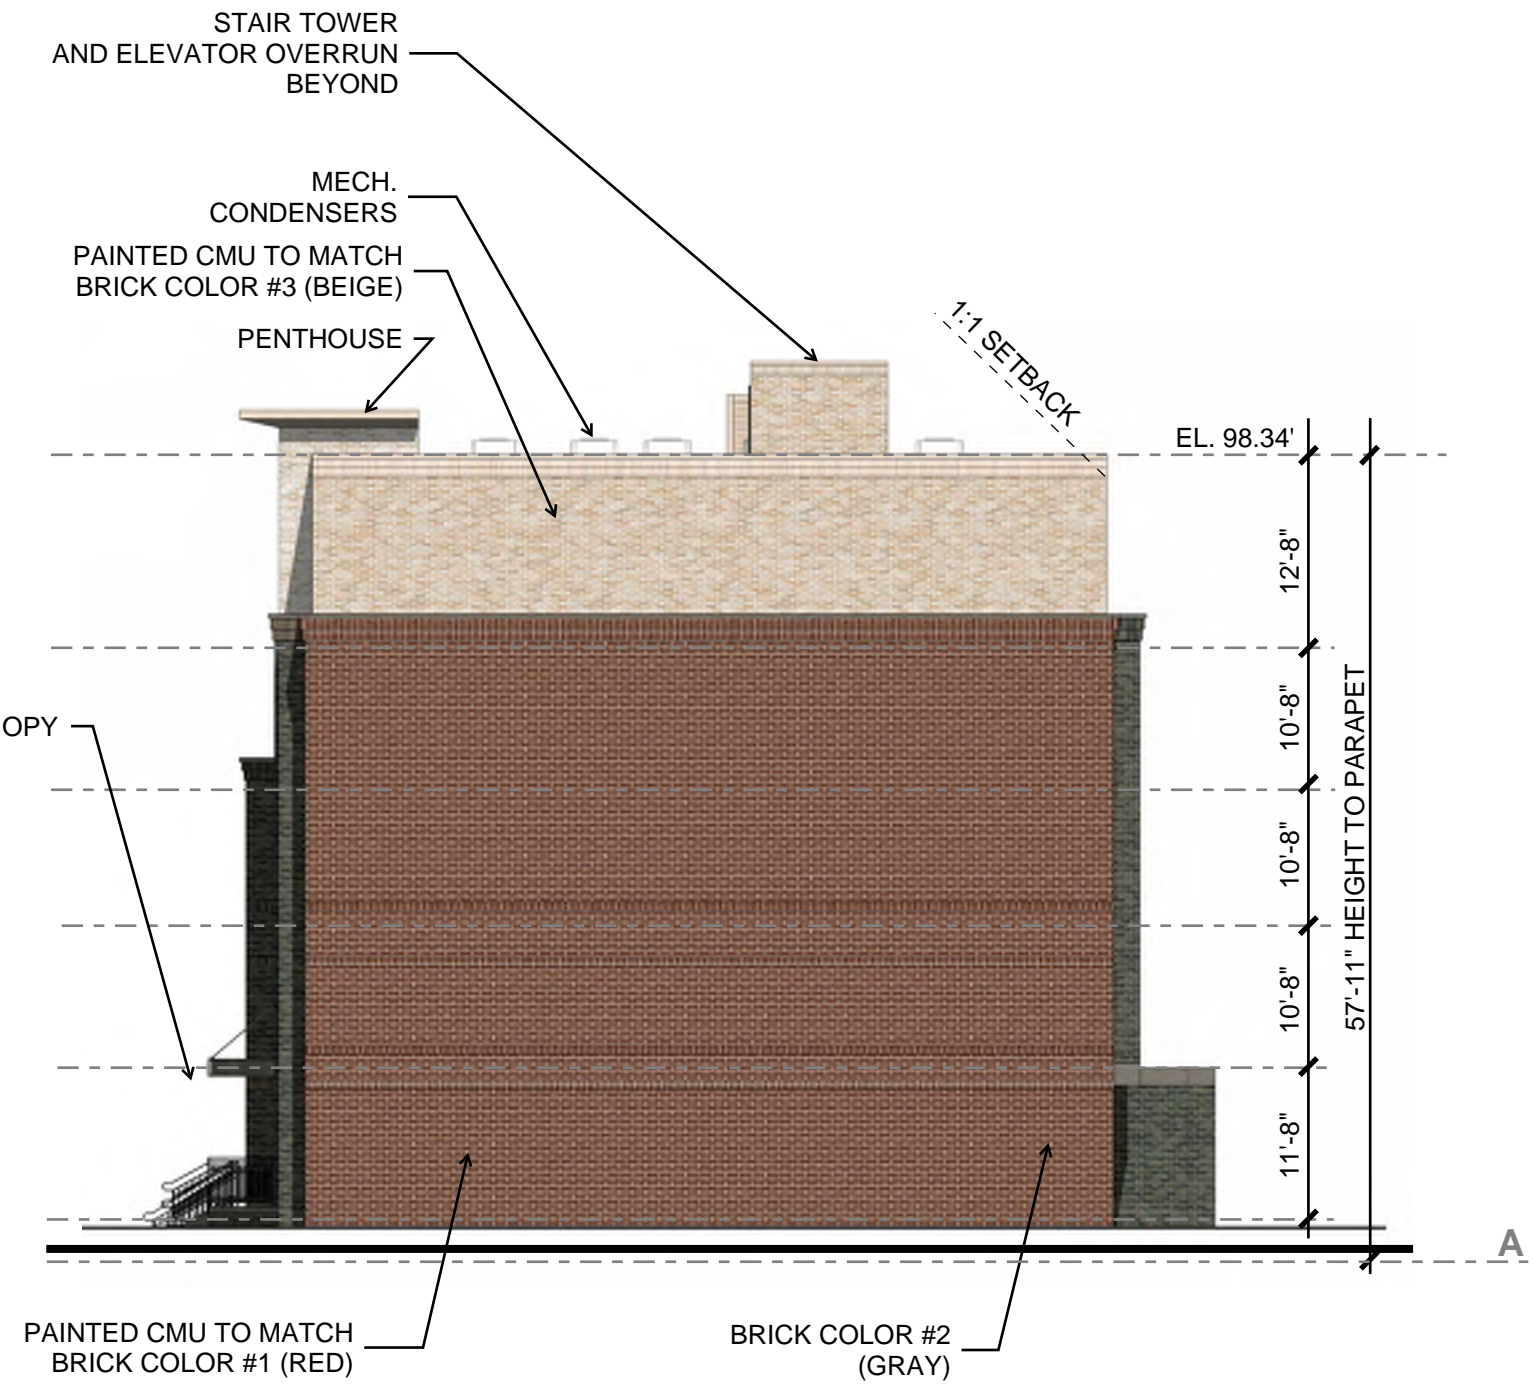 STAIR TOWER
AND ELEVATOR OVERRUN
BEYOND
MECH.
CONDENSERS
PAINTED CMU TO MATCH
BRICK COLOR #3 (BEIGE)
PENTHOUSE
1:1 SETBACK
EL. 98.34'
12'-8"
10'-8"
10'-8"
10'-8"
11'-8"
57'-11" HEIGHT TO PARAPET
OPY
A
PAINTED CMU TO MATCH
BRICK COLOR #1 (RED)
BRICK COLOR #2
(GRAY)